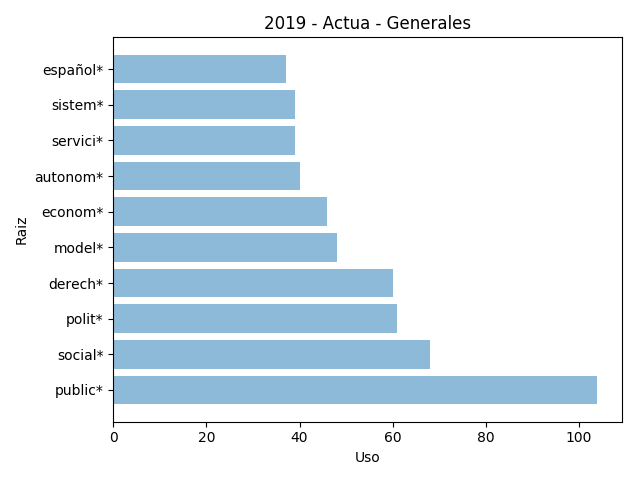 2019 - Actua - Generales
español*
sistem*
servici*
autonom*
econom*
model*
derech*
polit*
social*
public*
Raiz
0 20 40 60 80 100
Uso